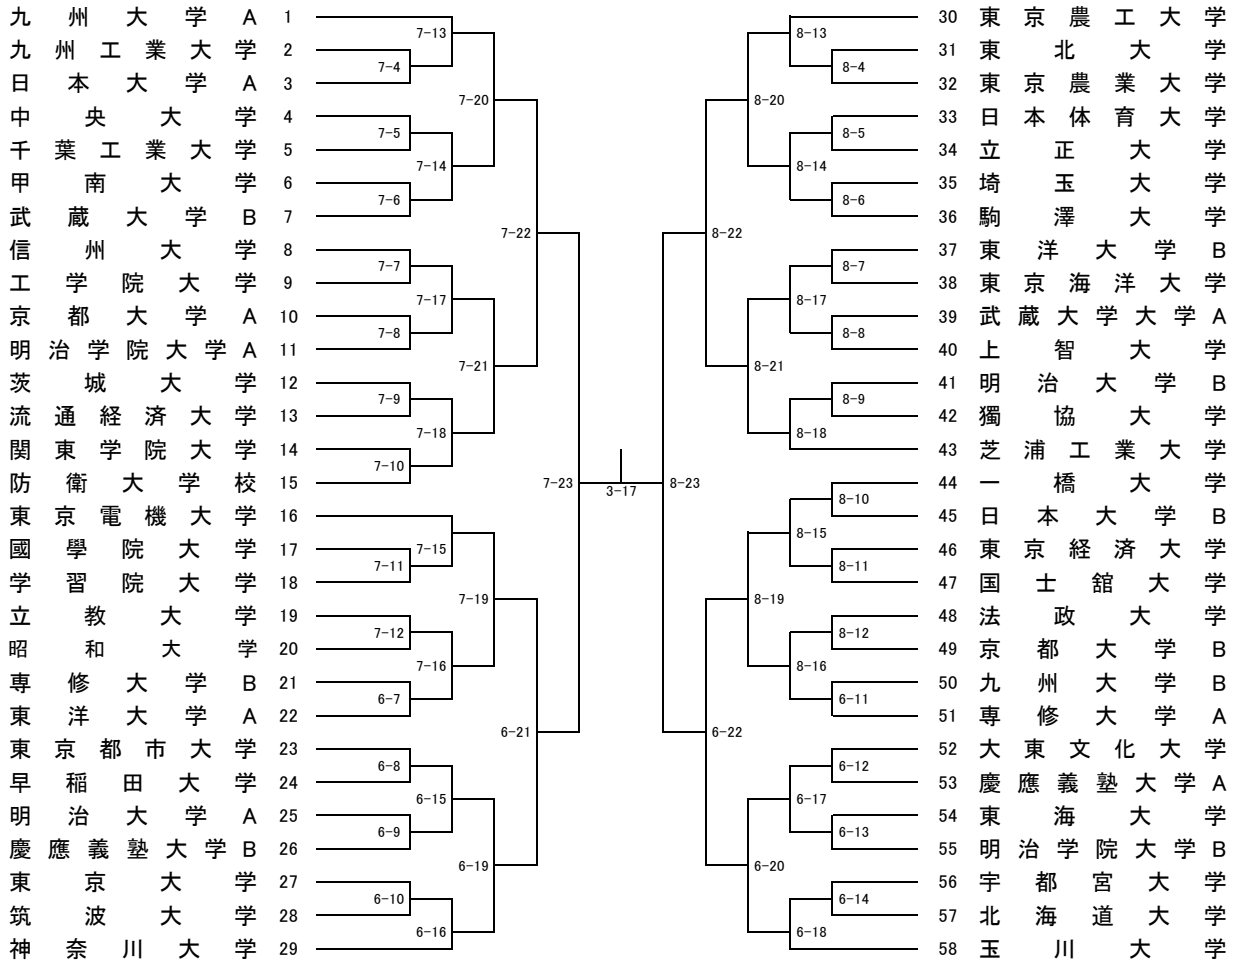 九州大学A 1 30 東京農工大学
7-13 8-13
九州工業大学 2 31 東北大学
7-4 8-4
日本大学A 3 32 東京農業大学
7-20 8-20
中央大学 4 33 日本体育大学
7-5 8-5
千葉工業大学 5 34 立正大学
7-14 8-14
甲南大学 6 35 埼玉大学
7-6 8-6
武蔵大学B 7 36 駒澤大学
7-22 8-22
信州大学 8 37 東洋大学B
7-7 8-7
工学院大学 9 38 東京海洋大学
7-17 8-17
京都大学A 10 39 武蔵大学大学A
7-8 8-8
明治学院大学A 11 40 上智大学
7-21 8-21
茨城大学 12 41 明治大学B
7-9 8-9
流通経済大学 13 42 獨協大学
7-18 8-18
関東学院大学 14 43 芝浦工業大学
7-10
防衛大学校 15 7-23 3-17 8-23 44 一橋大学
8-10
東京電機大学 16 45 日本大学B
7-15 8-15
國學院大学 17 46 東京経済大学
7-11 8-11
学習院大学 18 47 国士舘大学
7-19 8-19
立教大学 19 48 法政大学
7-12 8-12
昭和大学 20 49 京都大学B
7-16 8-16
専修大学B 21 50 九州大学B
6-7 6-11
東洋大学A 22 51 専修大学A
6-21 6-22
東京都市大学 23 52 大東文化大学
6-8 6-12
早稲田大学 24 53 慶應義塾大学A
6-15 6-17
明治大学A 25 54 東海大学
6-9 6-13
慶應義塾大学B 26 55 明治学院大学B
6-19 6-20
東京大学 27 56 宇都宮大学
6-10 6-14
筑波大学 28 57 北海道大学
6-16 6-18
神奈川大学 29 58 玉川大学